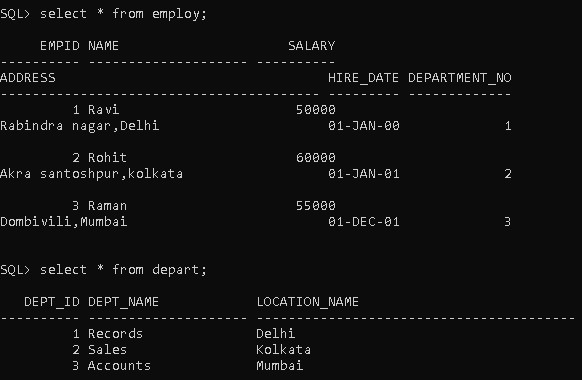 SQL> select * from employ;
EMPID NAME SALARY
---------- -------------------- ----------
ADDRESS HIRE_DATE DEPARTMENT_NO
---------------------------------------- --------- -------------
1 Ravi 50000
Rabindra nagar,Delhi 01-JAN-00 1
2 Rohit 60000
Akra santoshpur,kolkata 01-JAN-01 2
3 Raman 55000
Dombivili,Mumbai 01-DEC-01 3
SQL> select * from depart;
DEPT_ID DEPT_NAME LOCATION_NAME
---------- -------------------- ----------------------------------------
1 Records Delhi
2 Sales Kolkata
3 Accounts Mumbai